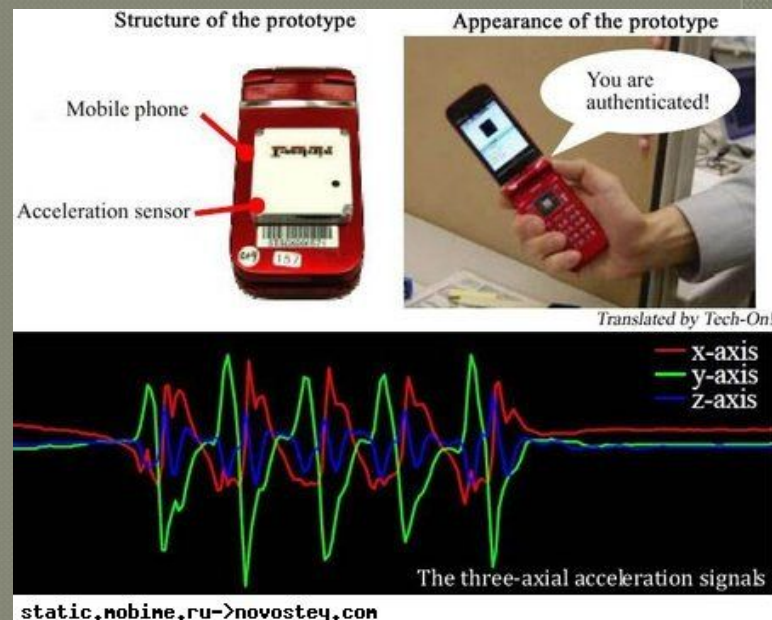 Structure of the prototype
Appearance of the prototype
Mobile phone
Acceleration sensor
You are
authenticated!
Translated by Tech-On!
x-axis
y-axis
z-axis
The three-axial acceleration signals
static.mobime.ru->novostey.com